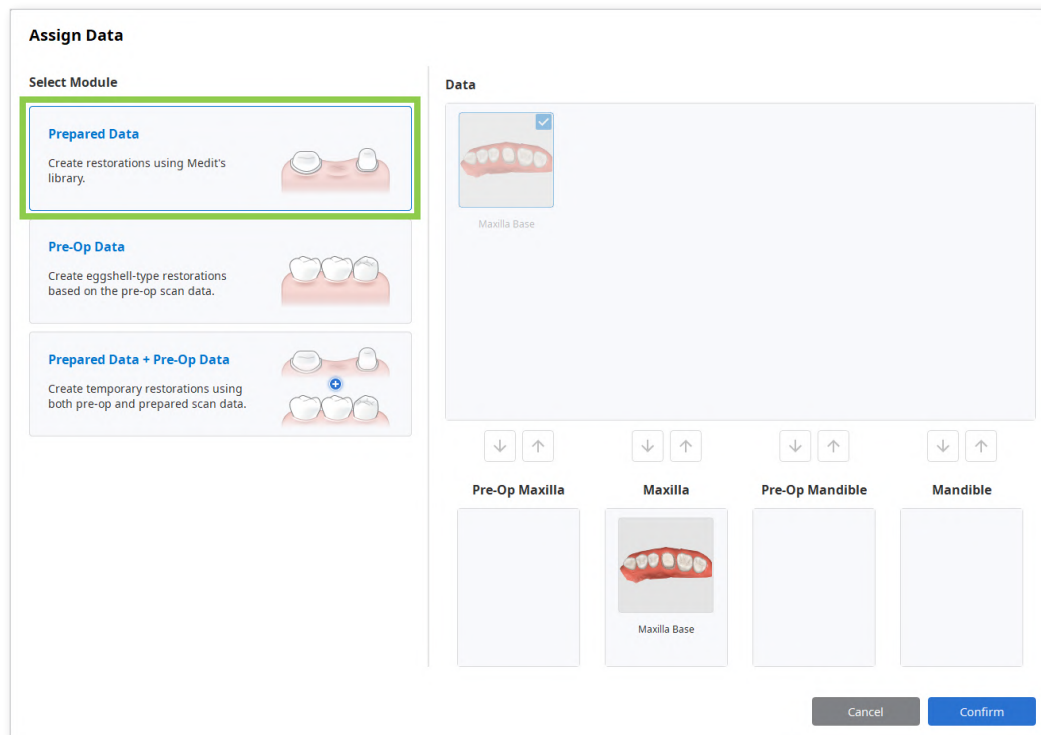 Assign Data
Select Module
Prepared Data
Create restorations using Medit's
library.
Pre-Op Data
Create eggshell-type restorations
based on the pre-op scan data.
Prepared Data + Pre-Op Data
Create temporary restorations using
both pre-op and prepared scan data.
Data
Maxilla Base
Pre-Op Maxilla
Maxilla
Pre-Op Mandible
Mandible
Maxilla Base
Cancel
Confirm